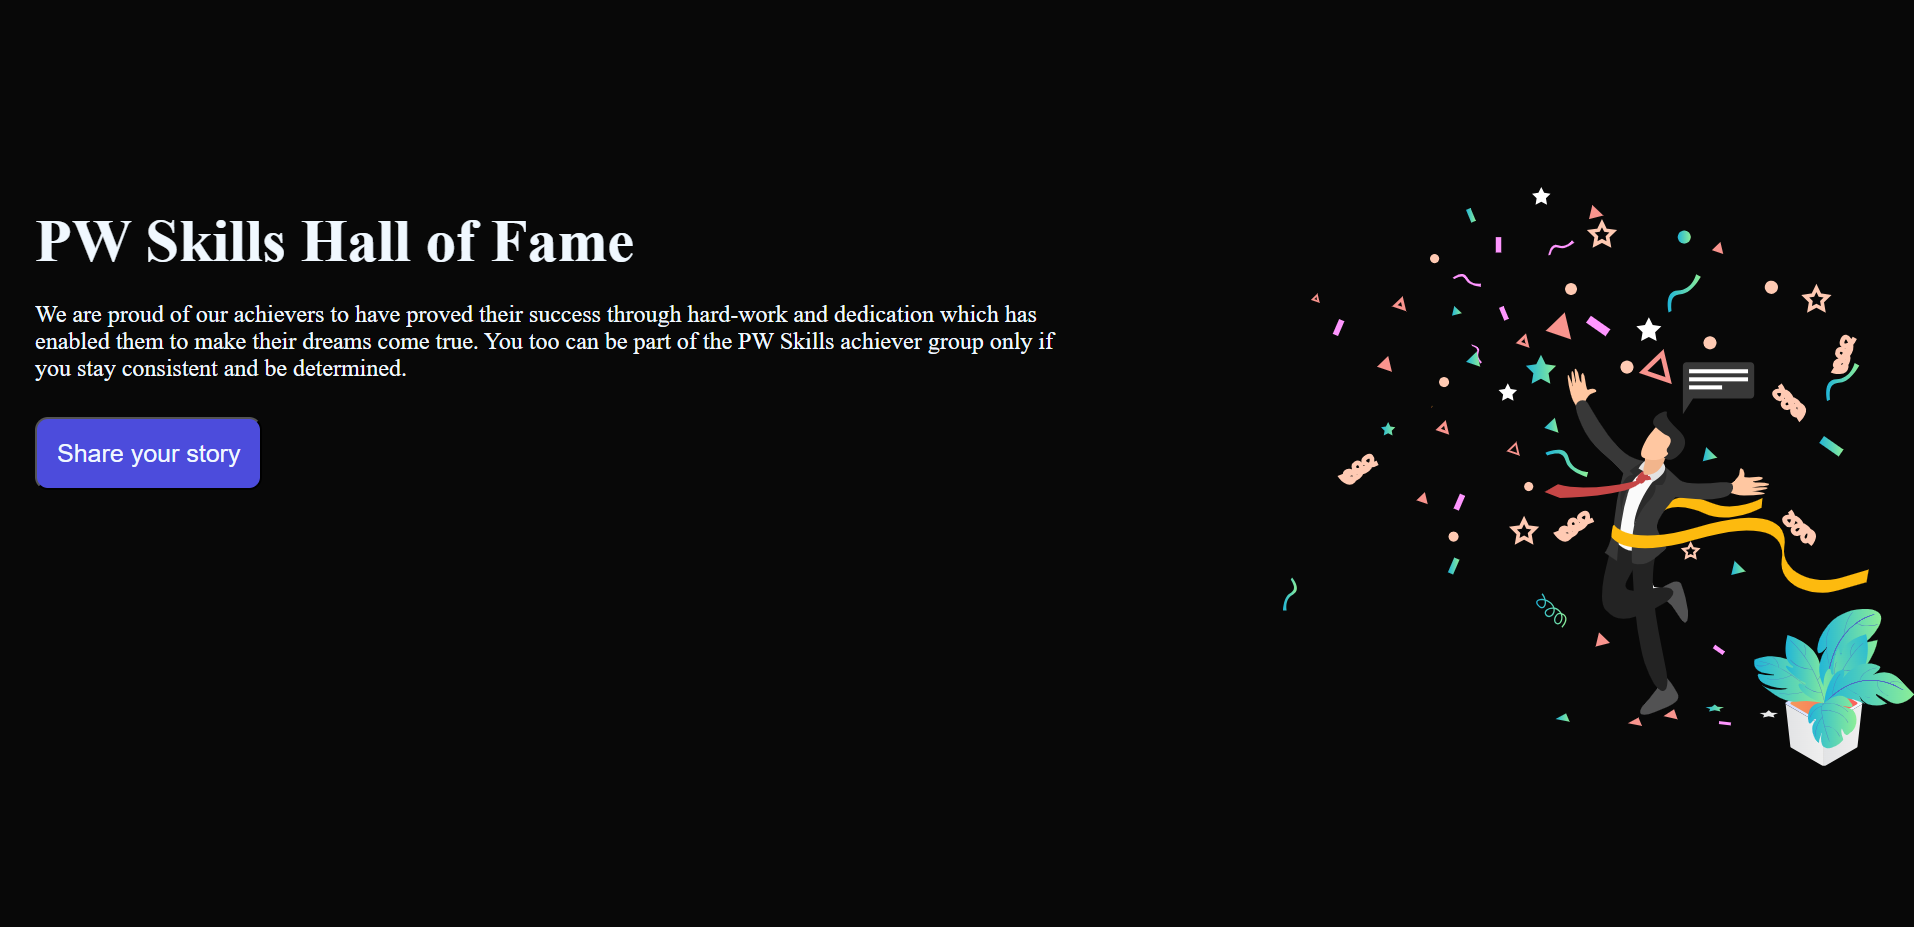 PW Skills Hall of Fame
We are proud of our achievers to have proved their success through hard-work and dedication which has
enabled them to make their dreams come true. You too can be part of the PW Skills achiever group only if
you stay consistent and be determined.
Share your story